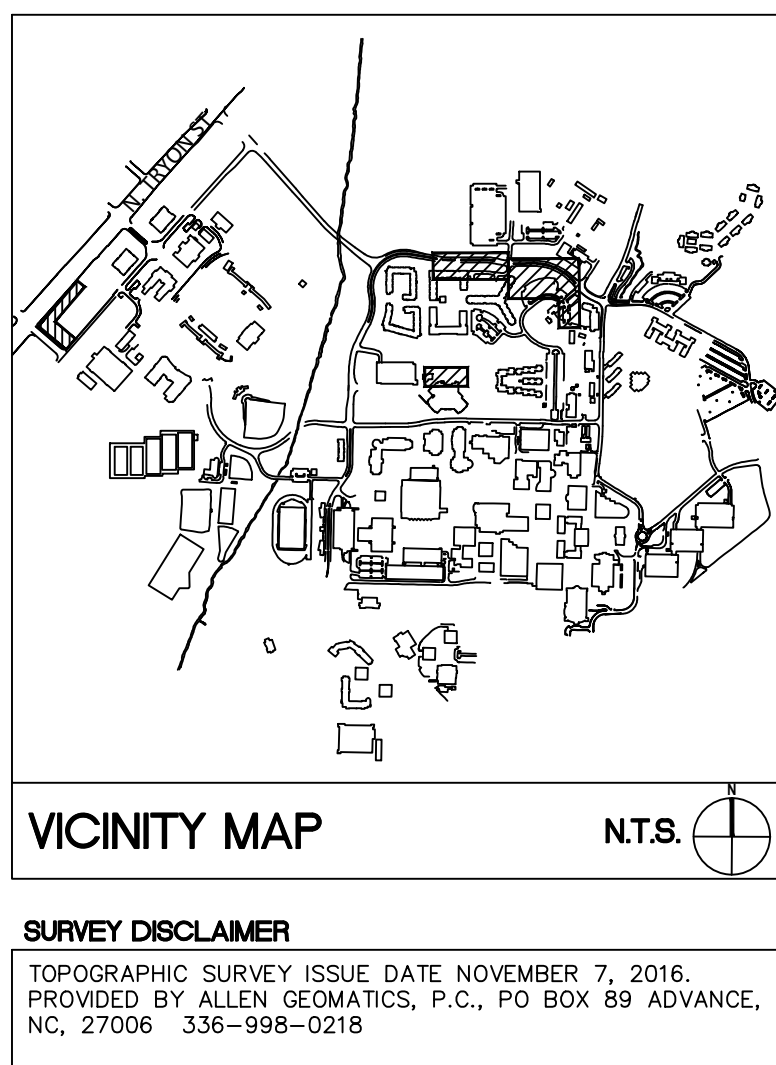 N. TRYON ST.
VICINITY MAP
N.T.S.
N
SURVEY DISCLAIMER
TOPOGRAPHIC SURVEY ISSUE DATE NOVEMBER 7, 2016.
PROVIDED BY ALLEN GEOMATICS, P.C., PO BOX 89 ADVANCE,
NC, 27006 336-998-0218